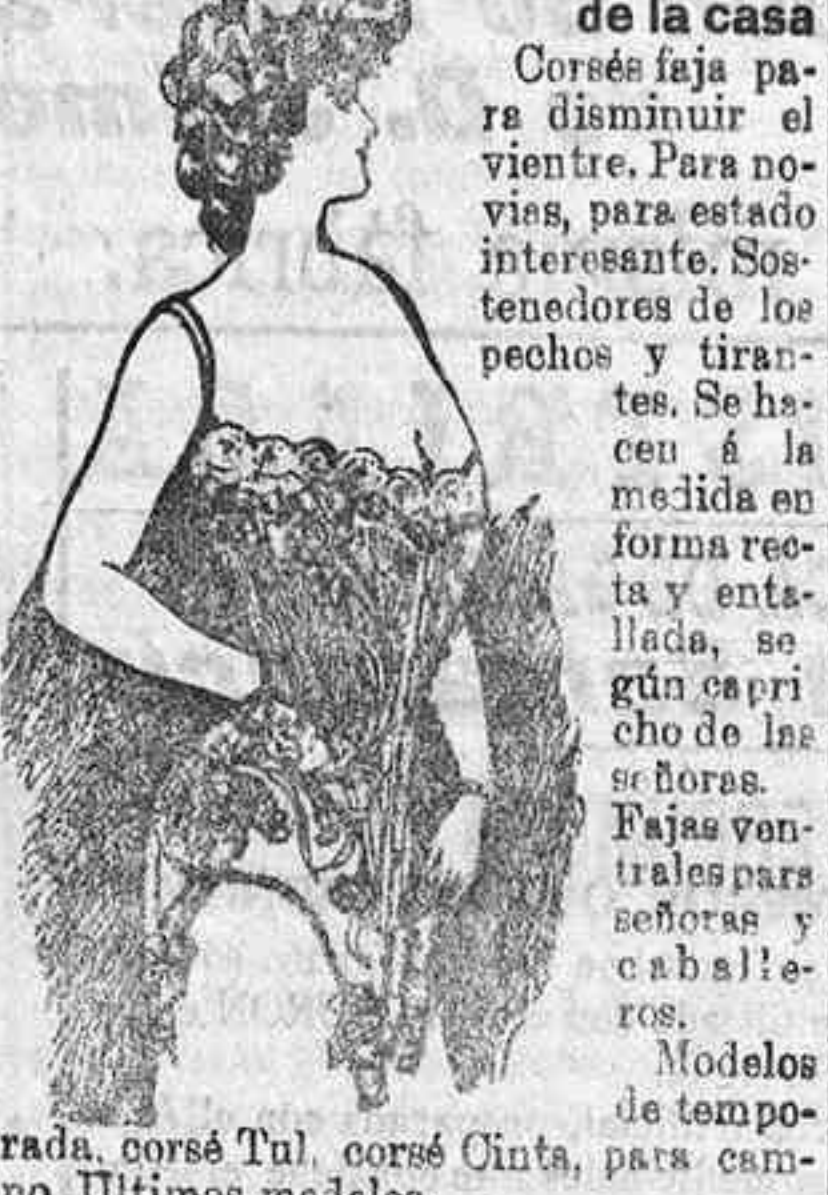 de la casa
Corsés faja pa-
ra disminuir el
vientre. Para no-
vias, para estado
interesante. Sos-
tenedores de los
pechos y tiran-
tes. Se ha-
cen á la
medida en
forma rec-
ta y enta-
llada, se
gún capri
cho de las
señoras.
Fajas ven-
trales para
señoras y
caballe-
ros.
Modelos
de tempo-
rada, corsé Tul, corsé Cinta, para cam-
po. Ultimos modelos